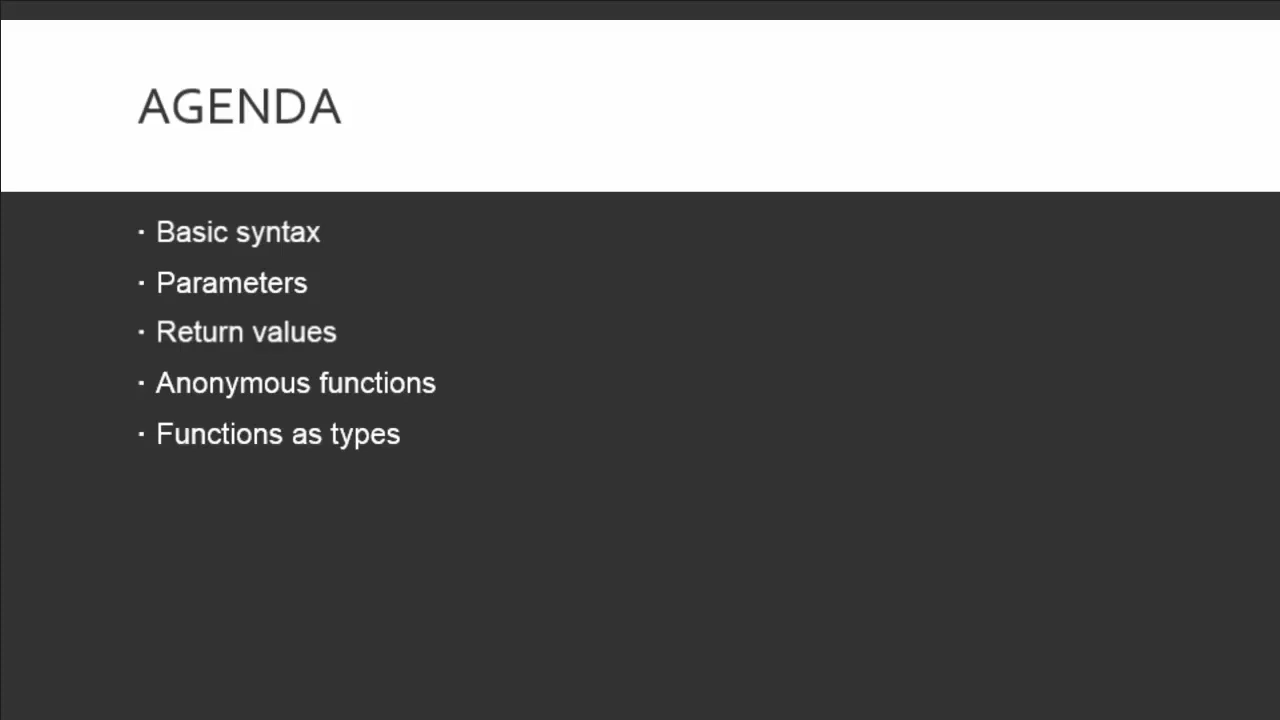 AGENDA
▪ Basic syntax
▪ Parameters
▪ Return values
▪ Anonymous functions
▪ Functions as types